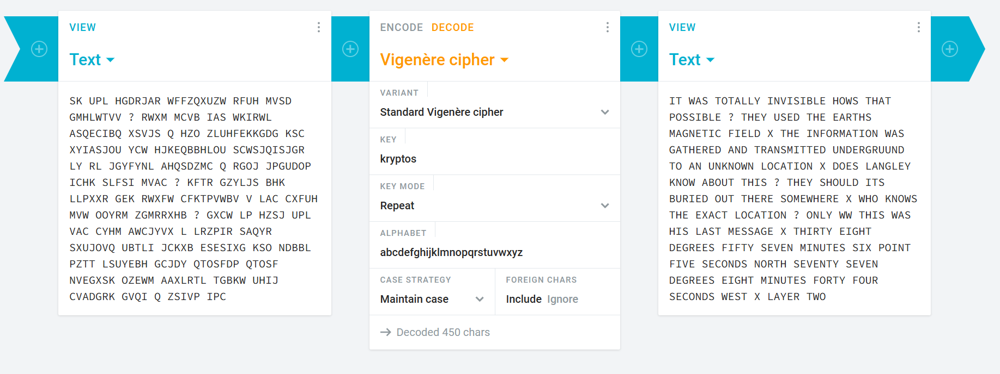 VIEW
Text
SK UPL HGDRJAR WFFZQXUZW RFUH MVSD
GMHLWTVV ? RWXM MCVB IAS WKIRWL
ASQECIBQ XSVJS Q HZO ZLUHFEKKGDG KSC
XYIASJOU YCW HJKEQBBHLOU SCWSJQISJGR
LY RL JGYFYNL AHQSDZMC Q RGOJ JPGUDOP
ICHK SLFSI MVAC ? KFTR GZYLJS BHK
LLPXXR GEK RWXFW CFKTPVWBV V LAC CXFUH
MVW OOYRM ZGMRRXHB ? GXCW LP HZSJ UPL
VAC CYHM AWCJYVX L LRZPIR SAQYR
SXUJOVQ UBTLI JCKXB ESESIXG KSO NDBBL
PZTT LSUYEBH GCJDY QTOSFDP QTOSF
NVEGXSK OZEWM AAXLRTL TGBKW UHIJ
CVADGRK GVQI Q ZSIVP IPC
ENCODE DECODE
Vigenère cipher
VARIANT
Standard Vigenère cipher
KEY
kryptos
KEY MODE
Repeat
ALPHABET
abcdefghijklmnopqrstuvwxyz
CASE STRATEGY
Maintain case
FOREIGN CHARS
Include Ignore
→ Decoded 450 chars
VIEW
Text
IT WAS TOTALLY INVISIBLE HOWS THAT
POSSIBLE ? THEY USED THE EARTHS
MAGNETIC FIELD X THE INFORMATION WAS
GATHERED AND TRANSMITTED UNDERGRUUND
TO AN UNKNOWN LOCATION X DOES LANGLEY
KNOW ABOUT THIS ? THEY SHOULD ITS
BURIED OUT THERE SOMEWHERE X WHO KNOWS
THE EXACT LOCATION ? ONLY WW THIS WAS
HIS LAST MESSAGE X THIRTY EIGHT
DEGREES FIFTY SEVEN MINUTES SIX POINT
FIVE SECONDS NORTH SEVENTY SEVEN
DEGREES EIGHT MINUTES FORTY FOUR
SECONDS WEST X LAYER TWO